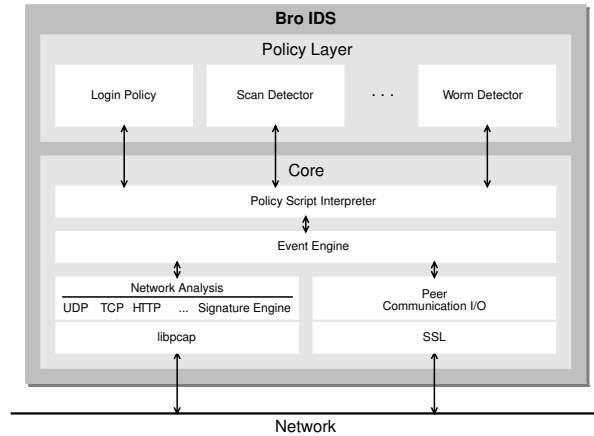 Bro IDS
Policy Layer
Login Policy
Scan Detector
. . .
Worm Detector
Core
Policy Script Interpreter
Event Engine
Network Analysis
UDP TCP HTTP ... Signature Engine
libpcap
Peer
Communication I/O
SSL
Network